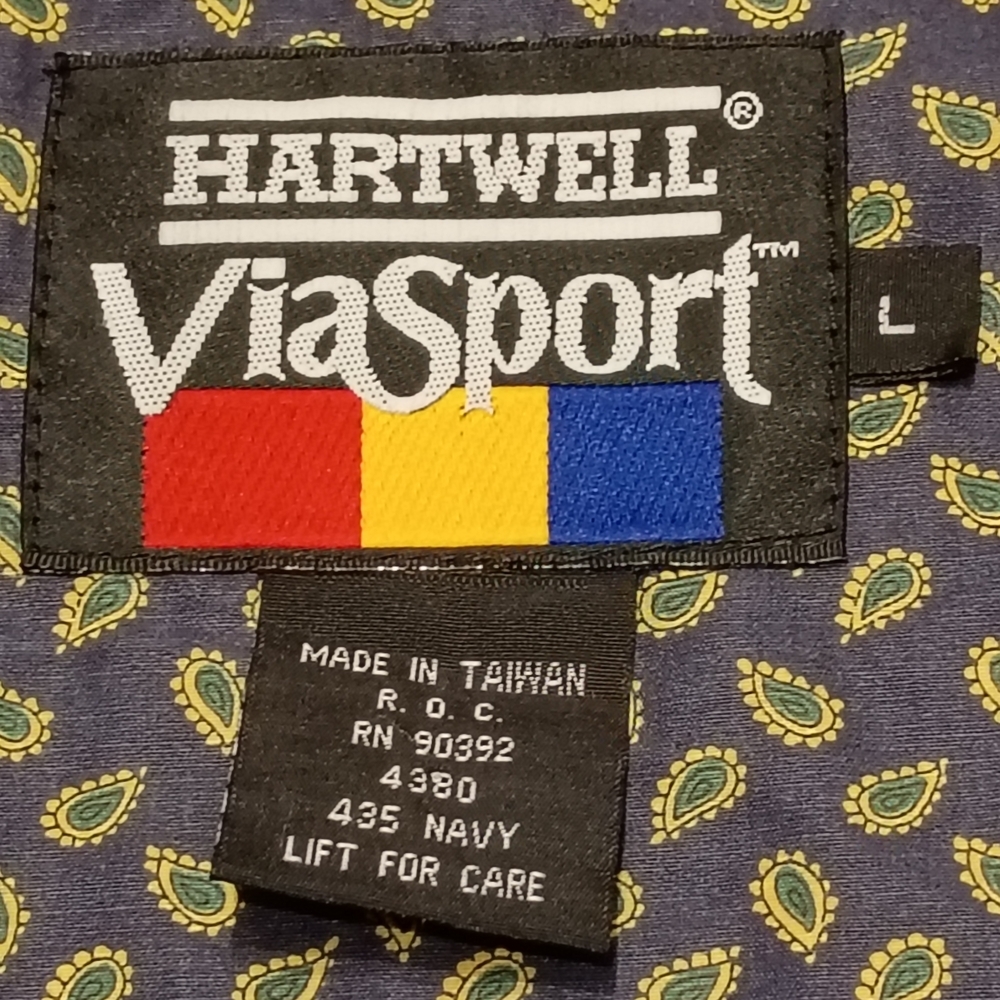 HARTWELL®
ViaSport™
L
MADE IN TAIWAN
R. O. C.
RN 90392
4380
435 NAVY
LIFT FOR CARE